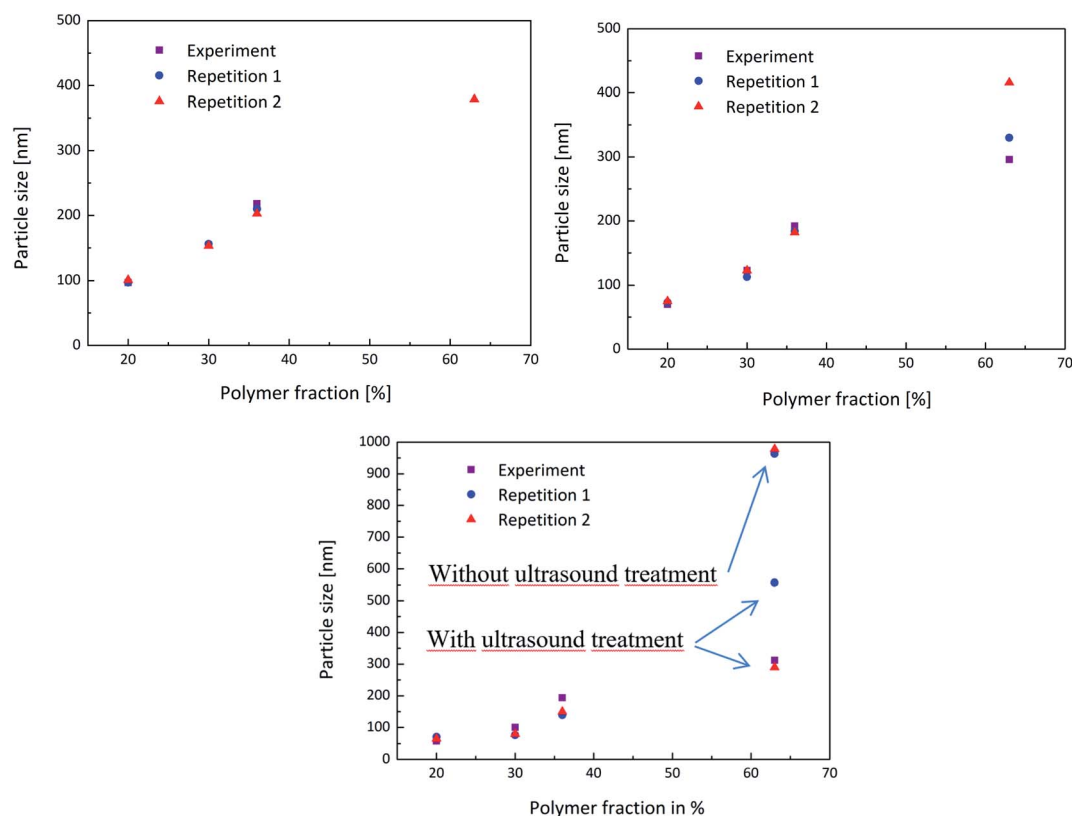 500
400
300
200
100
0
Particle size [nm]
Experiment
Repetition 1
Repetition 2
20 30 40 50 60 70
Polymer fraction [%]
500
400
300
200
100
0
Particle size [nm]
Experiment
Repetition 1
Repetition 2
20 30 40 50 60 70
Polymer fraction [%]
1000
900
800
700
600
500
400
300
200
100
0
Particle size [nm]
Experiment
Repetition 1
Repetition 2
Without ultrasound treatment
With ultrasound treatment
20 30 40 50 60 70
Polymer fraction in %